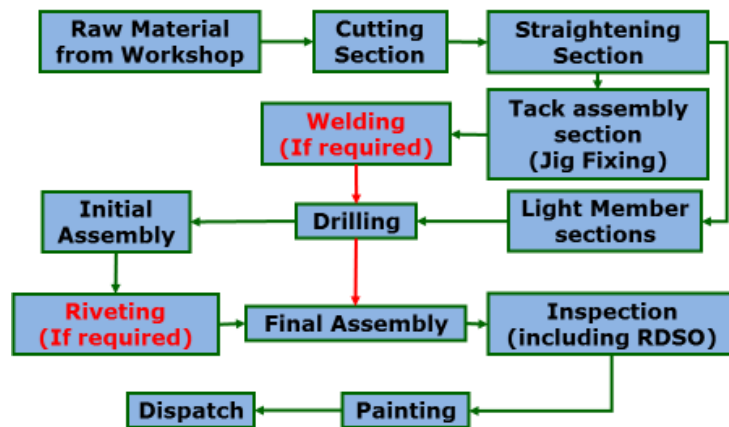 Raw Material
from Workshop
Cutting
Section
Straightening
Section
Welding
(If required)
Tack assembly
section
(Jig Fixing)
Initial
Assembly
Drilling
Light Member
sections
Riveting
(If required)
Final Assembly
Inspection
(including RDSO)
Dispatch
Painting